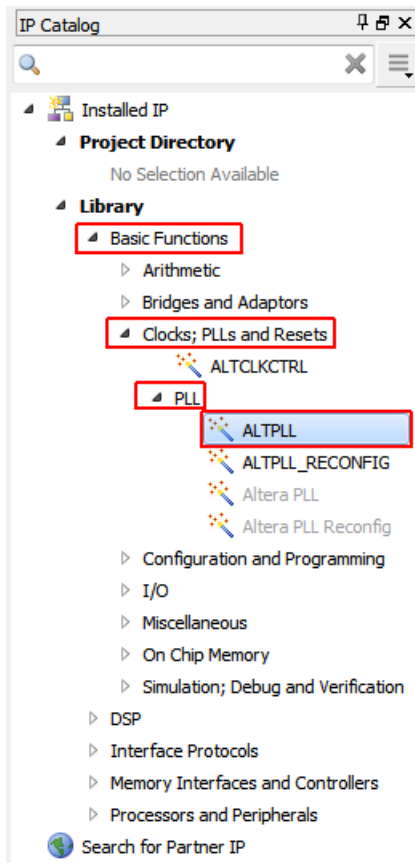 IP Catalog
Installed IP
Project Directory
No Selection Available
Library
Basic Functions
Arithmetic
Bridges and Adaptors
Clocks; PLLs and Resets
ALTCLKCTRL
PLL
ALTPLL
ALTPLL_RECONFIG
Altera PLL
Altera PLL Reconfig
Configuration and Programming
I/O
Miscellaneous
On Chip Memory
Simulation; Debug and Verification
DSP
Interface Protocols
Memory Interfaces and Controllers
Processors and Peripherals
Search for Partner IP